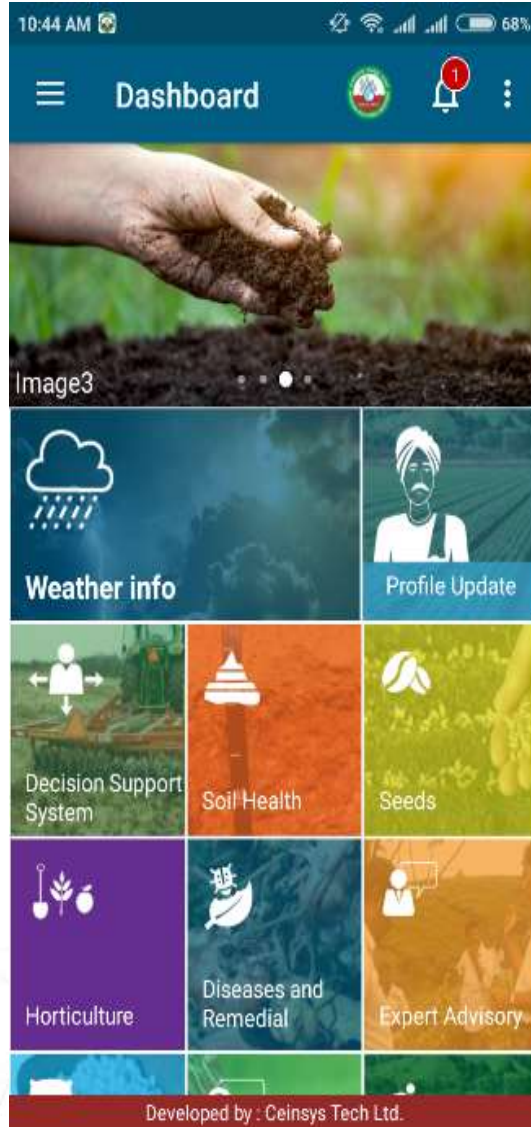 10:44 AM 68%
Dashboard
1
Image3
Weather info
Profile Update
Decision Support
System
Soil Health
Seeds
Horticulture
Diseases and
Remedial
Expert Advisory
Developed by : Ceinsys Tech Ltd.